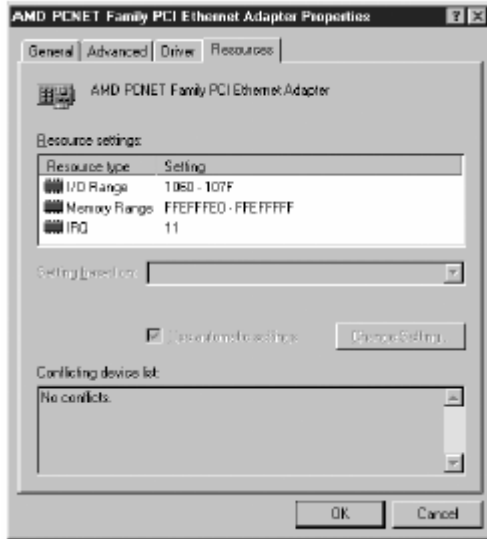 AMD PCNET Family PCI Ethernet Adapter Properties
General Advanced Driver Resources
AMD PCNET Family PCI Ethernet Adapter
Resource settings:
Resource type Setting
I/O Range 1060 - 107F
Memory Range FFEFFFE0 - FFEFFFFF
IRQ 11
Setting based on:
Use automatic settings Change Setting...
Conflicting device list:
No conflicts.
OK Cancel